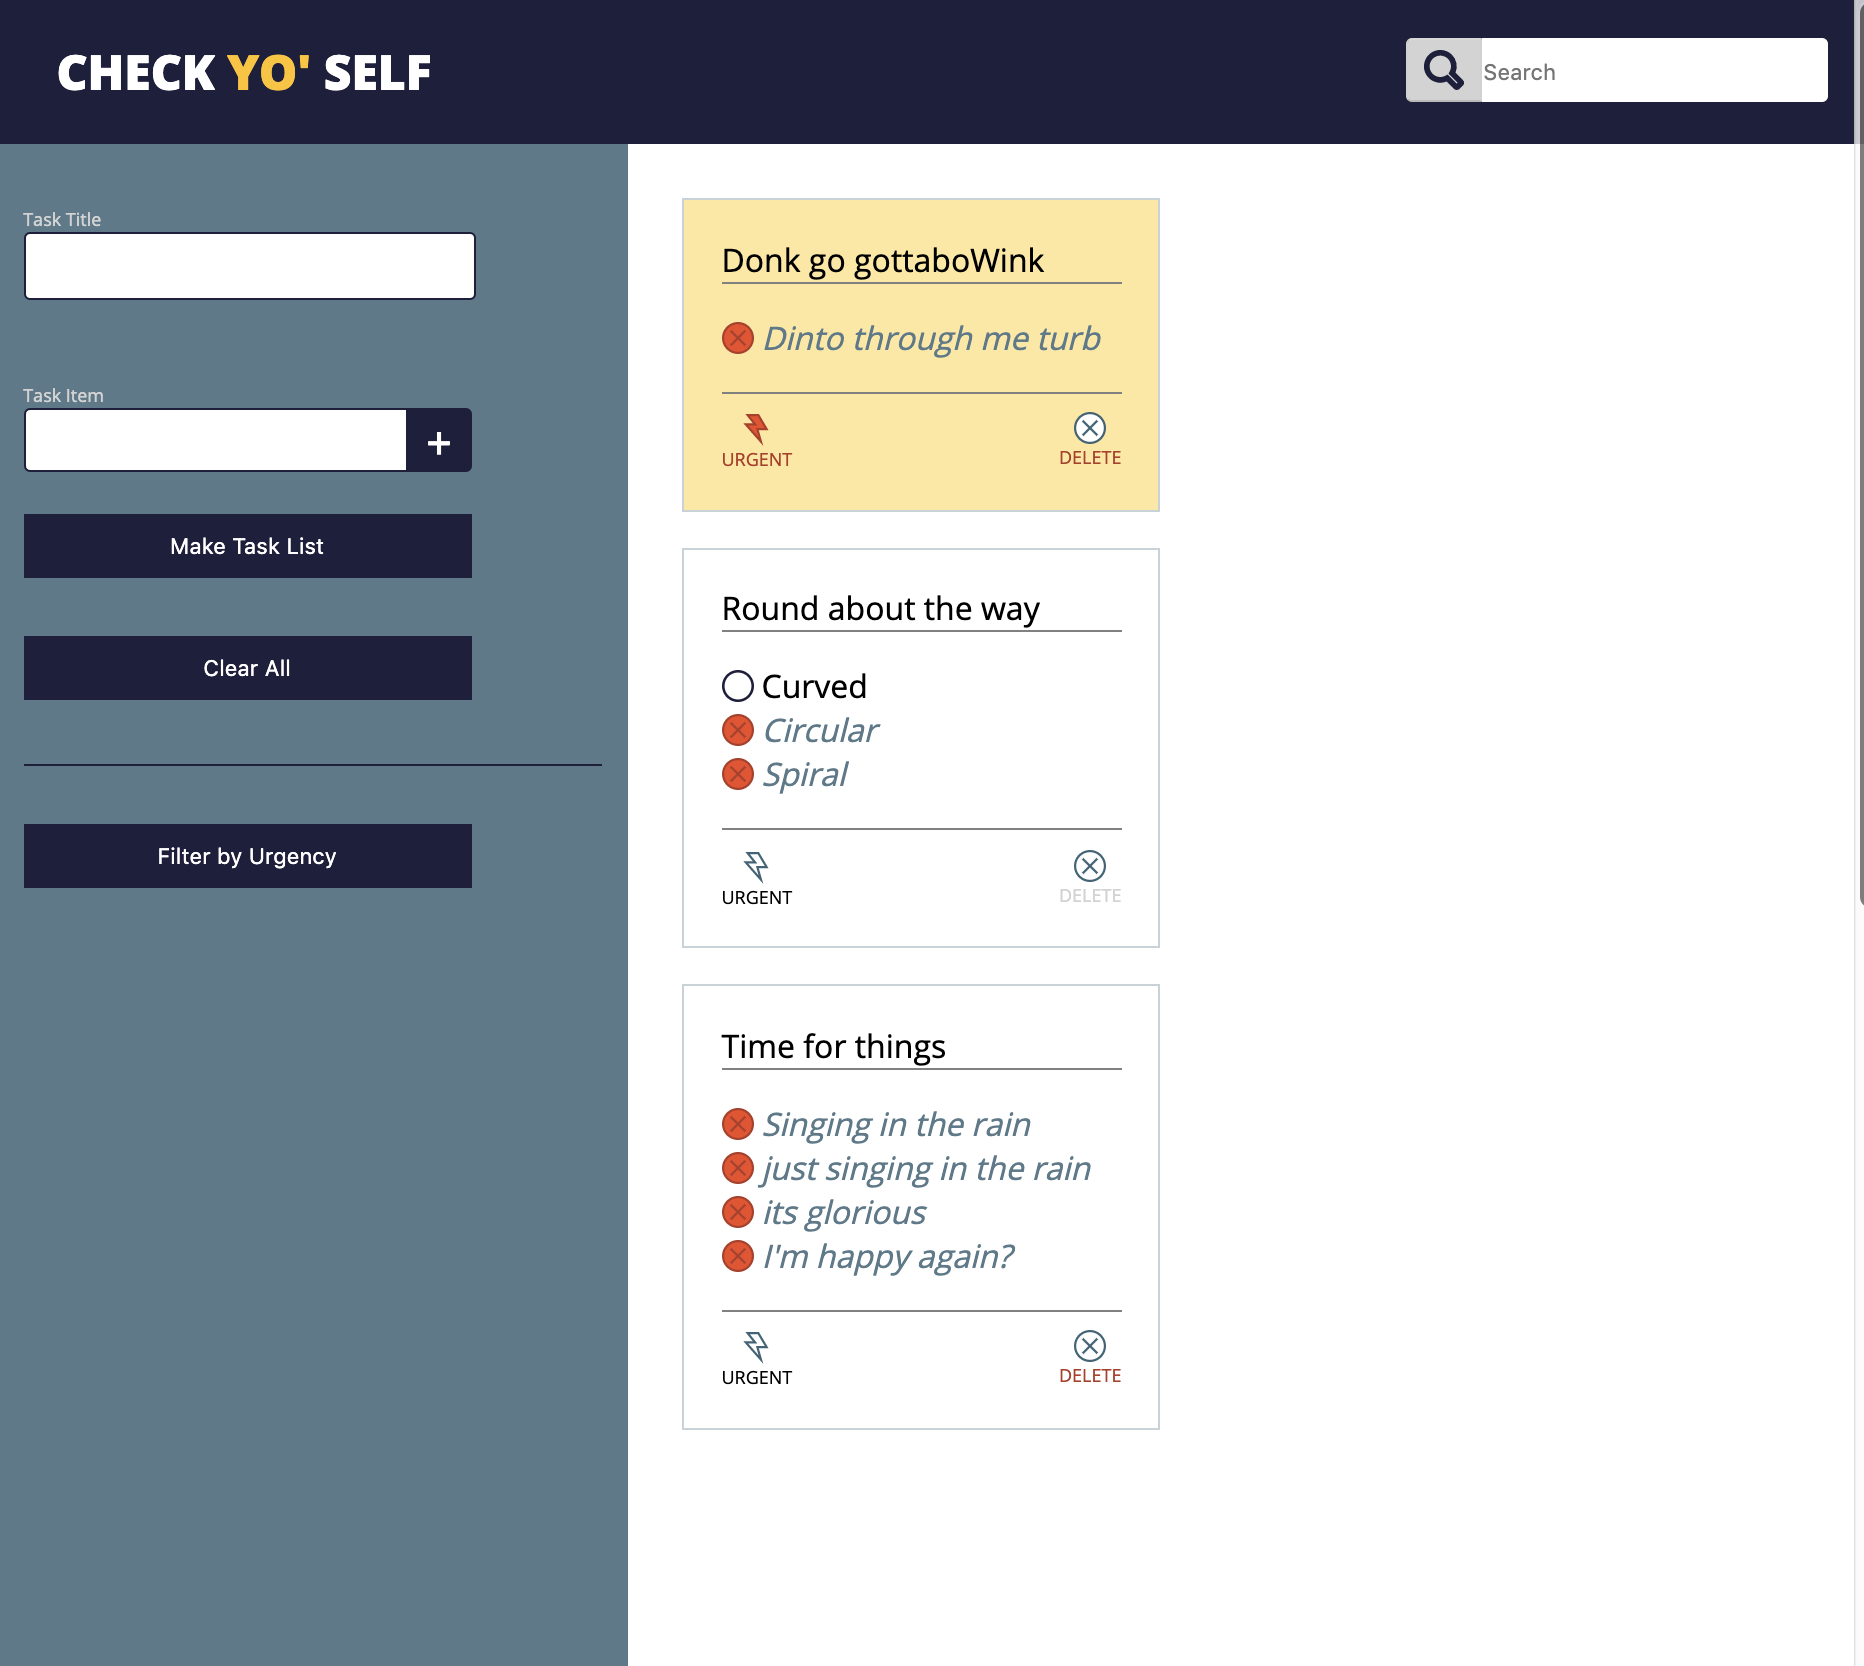 CHECK YO' SELF
Search
Task Title
Task Item
+
Make Task List
Clear All
Filter by Urgency
Donk go gottaboWink
Dinto through me turb
URGENT DELETE
Round about the way
Curved
Circular
Spiral
URGENT DELETE
Time for things
Singing in the rain
just singing in the rain
its glorious
I'm happy again?
URGENT DELETE